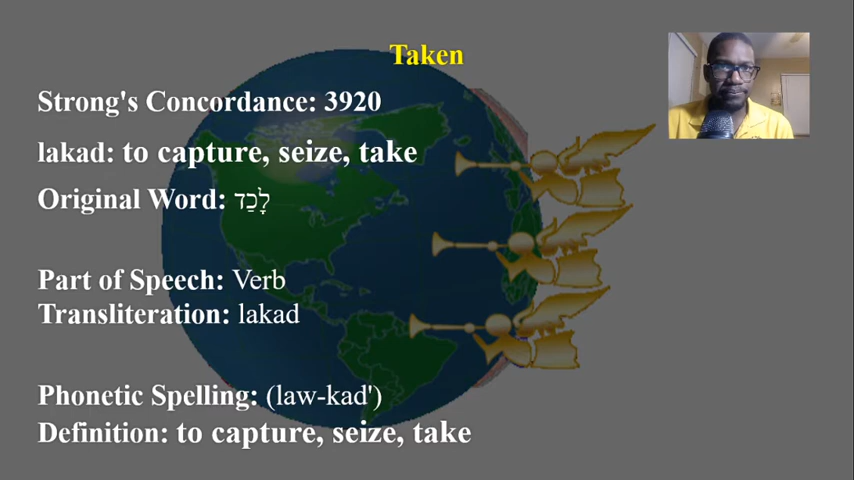 Taken
Strong's Concordance: 3920
lakad: to capture, seize, take
Original Word: לָכַד
Part of Speech: Verb
Transliteration: lakad
Phonetic Spelling: (law-kad')
Definition: to capture, seize, take